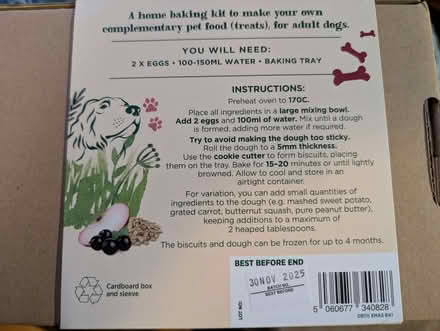 A home baking kit to make your own
complementary pet food (treats), for adult dogs.
YOU WILL NEED:
2 X EGGS • 100-150ML WATER • BAKING TRAY
INSTRUCTIONS:
Preheat oven to 170C.
Place all ingredients in a large mixing bowl.
Add 2 eggs and 100ml of water. Mix until a dough
is formed, adding more water if required.
Try to avoid making the dough too sticky.
Roll the dough to a 5mm thickness.
Use the cookie cutter to form biscuits, placing
them on the tray. Bake for 15-20 minutes or until lightly
browned. Allow to cool and store in an
airtight container.
For variation, you can add small quantities of
ingredients to the dough (e.g. mashed sweet potato,
grated carrot, butternut squash, pure peanut butter),
keeping additions to a maximum of
2 heaped tablespoons.
The biscuits and dough can be frozen for up to 4 months.
Cardboard box
and sleeve
BEST BEFORE END
30 NOV 2025
BATCH NO.
BEST BEFORE
LOT NO:
5 060677 340828